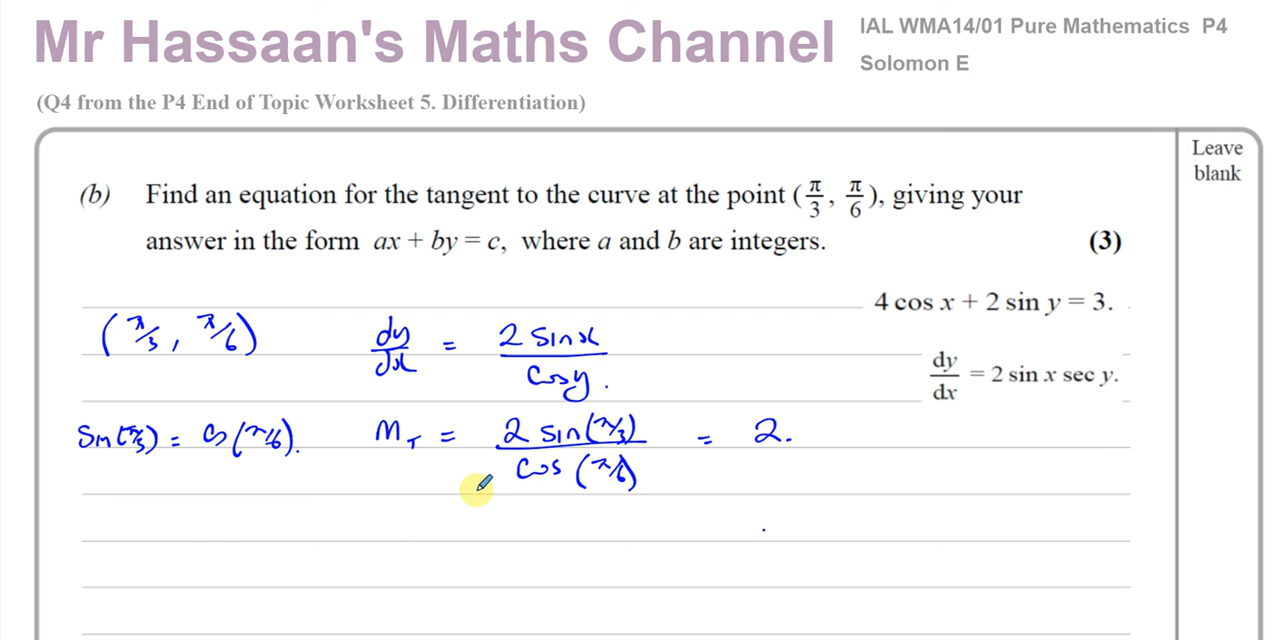 Mr Hassaan's Maths Channel
IAL WMA14/01 Pure Mathematics P4
Solomon E
(Q4 from the P4 End of Topic Worksheet 5. Differentiation)
Leave
blank
(b) Find an equation for the tangent to the curve at the point (π/3, π/6), giving your
answer in the form ax + by = c, where a and b are integers.
(3)
4 cos x + 2 sin y = 3.
(π/3, π/6) dy/dx = 2 sin x / cos y.
dy/dx = 2 sin x sec y.
Sin(π/3) = Cos(π/6). M_T = 2 sin(π/3) / cos(π/6) = 2.